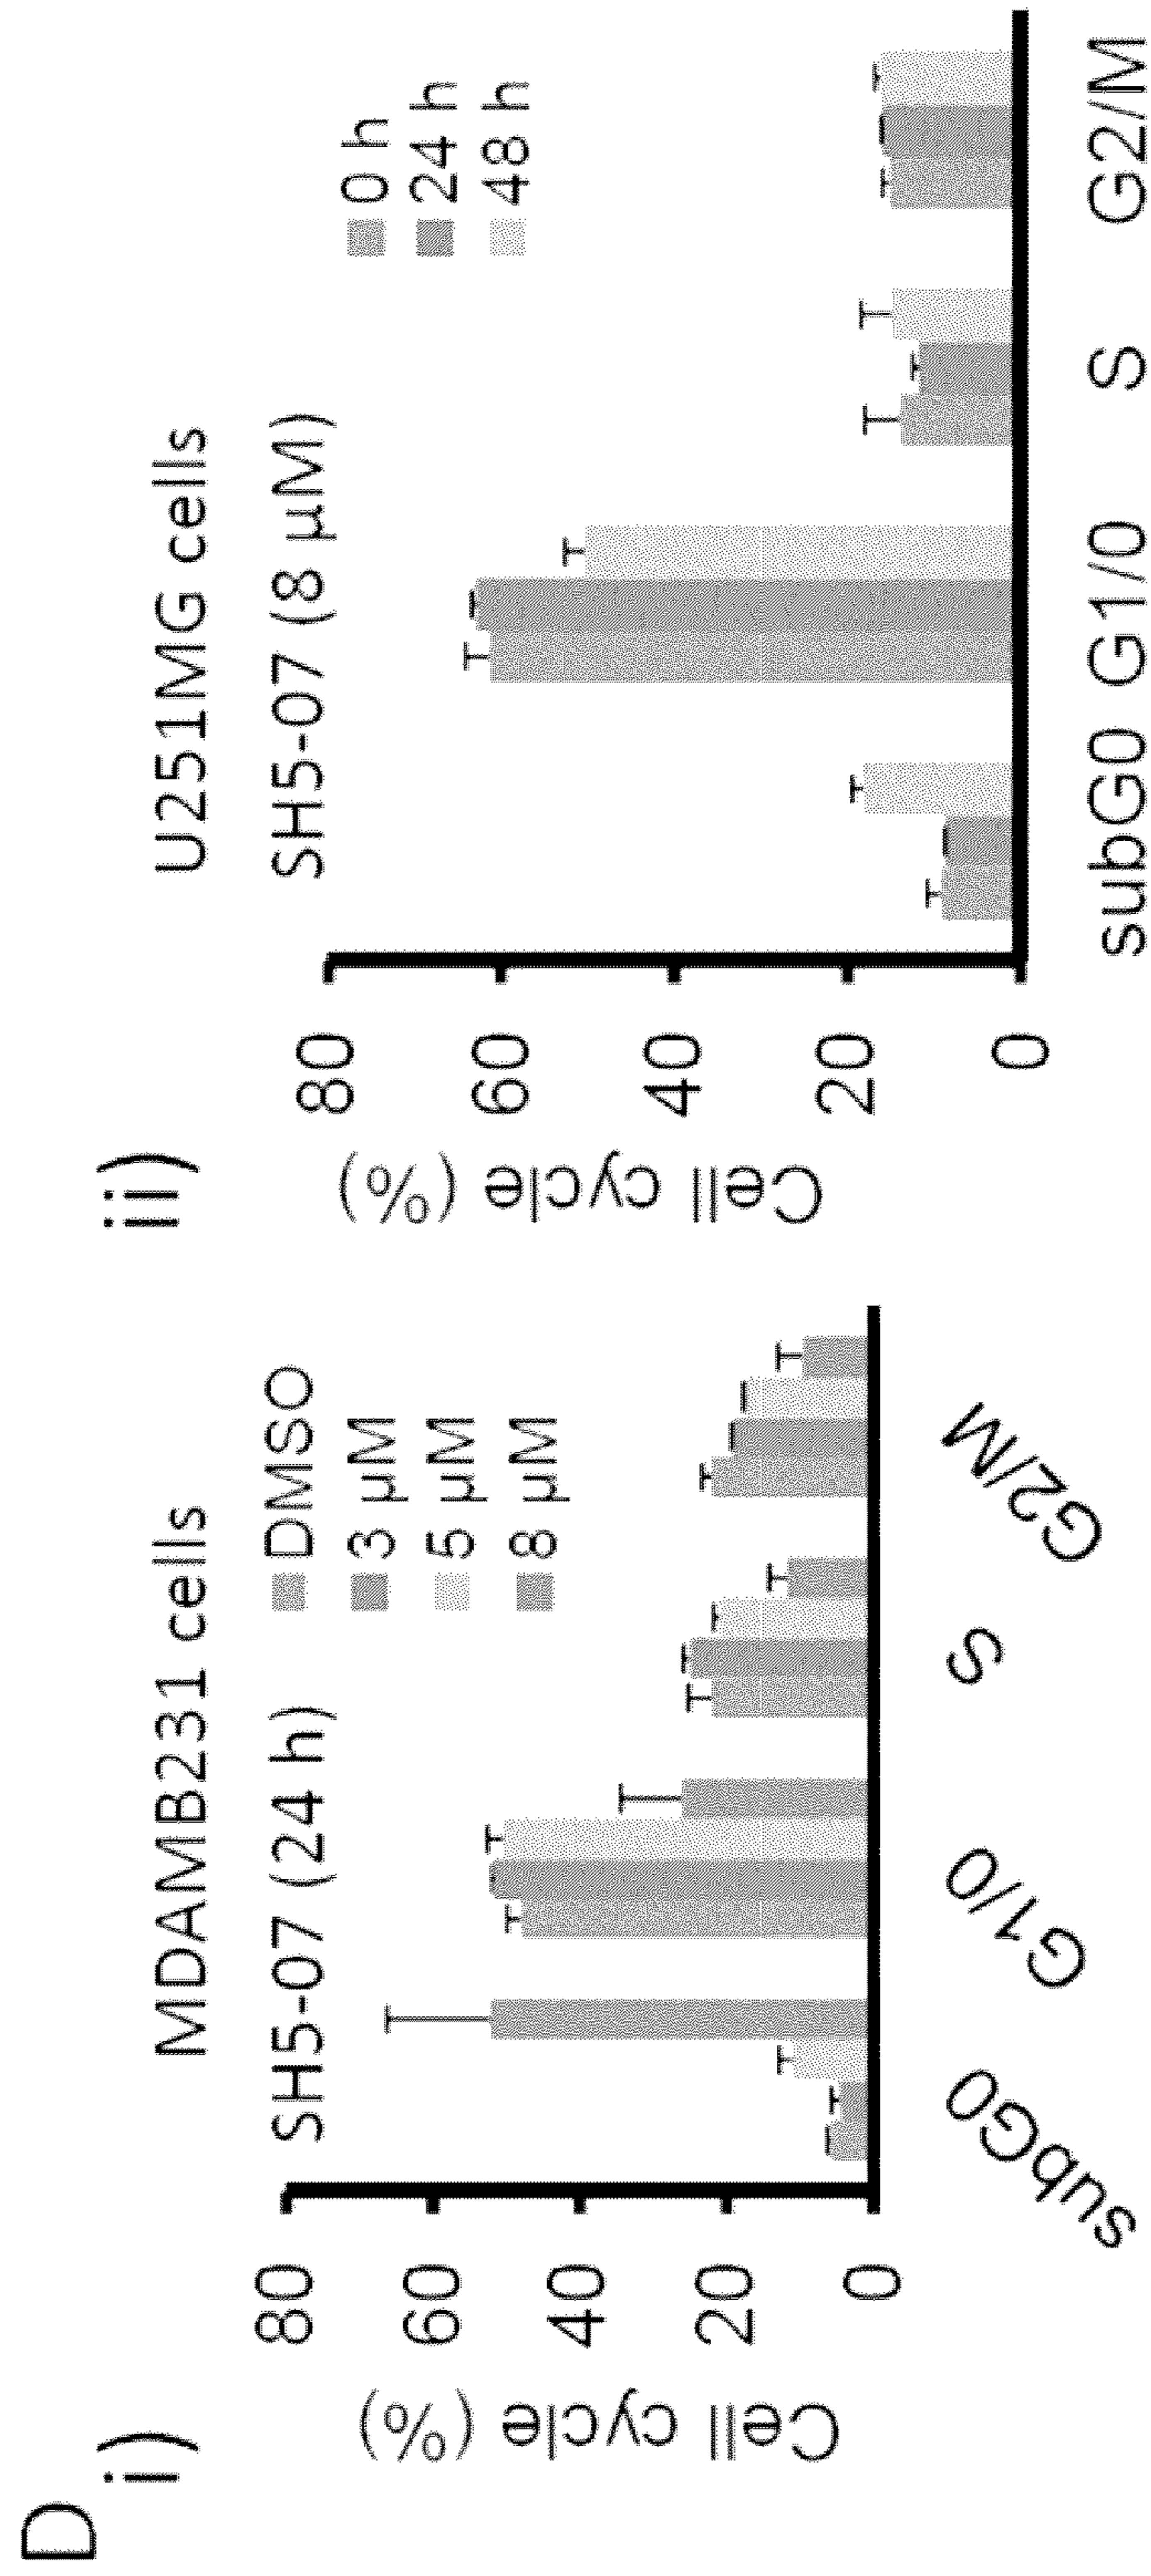 D
i)
MDAMB231 cells
SH5-07 (24 h)
DMSO
3 µM
5 µM
8 µM
Cell cycle (%)
80
60
40
20
0
subG0
G1/0
S
G2/M
ii)
U251MG cells
SH5-07 (8 µM)
0 h
24 h
48 h
Cell cycle (%)
80
60
40
20
0
subG0 G1/0 S G2/M